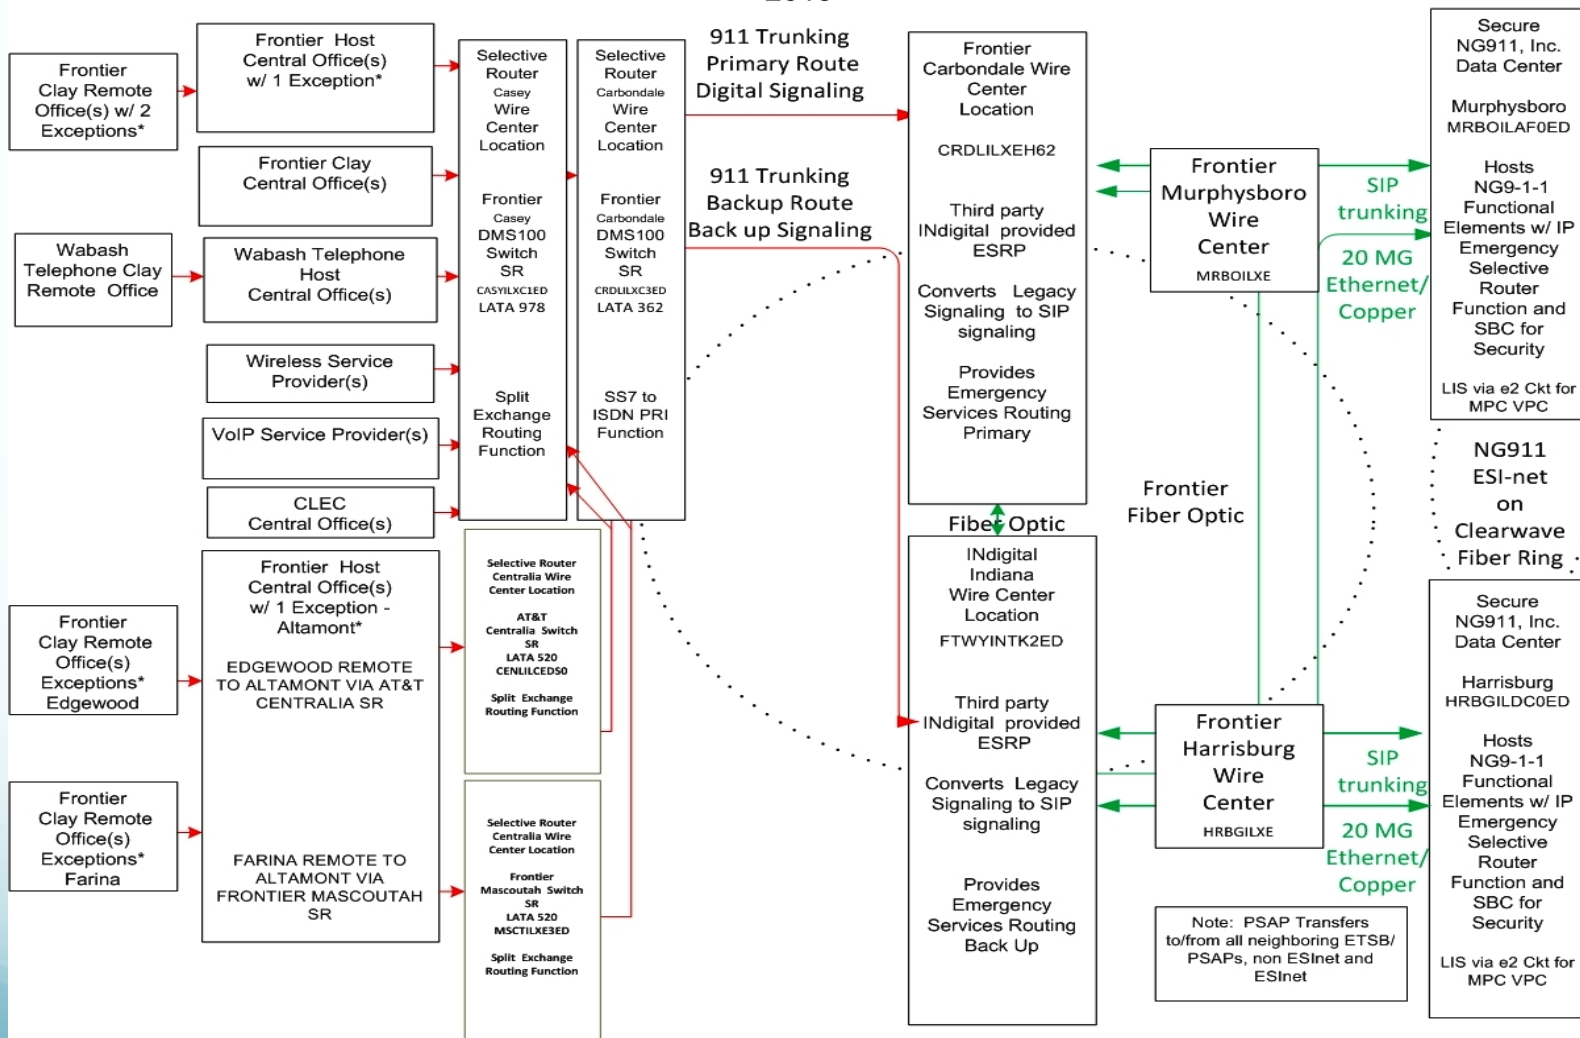 Frontier
Clay Remote
Office(s) w/ 2
Exceptions*
Frontier Host
Central Office(s)
w/ 1 Exception*
Frontier Clay
Central Office(s)
Wabash
Telephone Clay
Remote Office
Wabash Telephone
Host
Central Office(s)
Wireless Service
Provider(s)
VoIP Service Provider(s)
CLEC
Central Office(s)
Frontier
Clay Remote
Office(s)
Exceptions*
Edgewood
Frontier
Clay Remote
Office(s)
Exceptions*
Farina
Frontier Host
Central Office(s)
w/ 1 Exception -
Altamont*
EDGEWOOD REMOTE
TO ALTAMONT VIA AT&T
CENTRALIA SR
FARINA REMOTE TO
ALTAMONT VIA
FRONTIER MASCOUTAH
SR
Selective
Router
Casey
Wire
Center
Location
Frontier
Casey
DMS100
Switch
SR
CASYILXC1ED
LATA 978
Split
Exchange
Routing
Function
Selective
Router
Carbondale
Wire
Center
Location
Frontier
Carbondale
DMS100
Switch
SR
CRDLILXC3ED
LATA 362
SS7 to
ISDN PRI
Function
Selective Router
Centralia Wire
Center Location
AT&T
Centralia Switch
SR
LATA 520
CENLILCEDS0
Split Exchange
Routing Function
Selective Router
Centralia Wire
Center Location
Frontier
Mascoutah Switch
SR
LATA 520
MSCTILXE3ED
Split Exchange
Routing Function
911 Trunking
Primary Route
Digital Signaling
911 Trunking
Backup Route
Back up Signaling
Frontier
Carbondale Wire
Center
Location
CRDLILXEH62
Third party
INdigital provided
ESRP
Converts Legacy
Signaling to SIP
signaling
Provides
Emergency
Services Routing
Primary
Fiber Optic
INdigital
Indiana
Wire Center
Location
FTWYINTK2ED
Third party
INdigital provided
ESRP
Converts Legacy
Signaling to SIP
signaling
Provides
Emergency
Services Routing
Back Up
Frontier
Murphysboro
Wire
Center
MRBOILXE
Frontier
Fiber Optic
Frontier
Harrisburg
Wire
Center
HRBGILXE
SIP
trunking
20 MG
Ethernet/
Copper
SIP
trunking
20 MG
Ethernet/
Copper
Note: PSAP Transfers
to/from all neighboring ETSB/
PSAPs, non ESInet and
ESInet
Secure
NG911, Inc.
Data Center
Murphysboro
MRBOILAF0ED
Hosts
NG9-1-1
Functional
Elements w/ IP
Emergency
Selective
Router
Function and
SBC for
Security
LIS via e2 Ckt for
MPC VPC
NG911
ESI-net
on
Clearwave
Fiber Ring
Secure
NG911, Inc.
Data Center
Harrisburg
HRBGILDC0ED
Hosts
NG9-1-1
Functional
Elements w/ IP
Emergency
Selective
Router
Function and
SBC for
Security
LIS via e2 Ckt for
MPC VPC